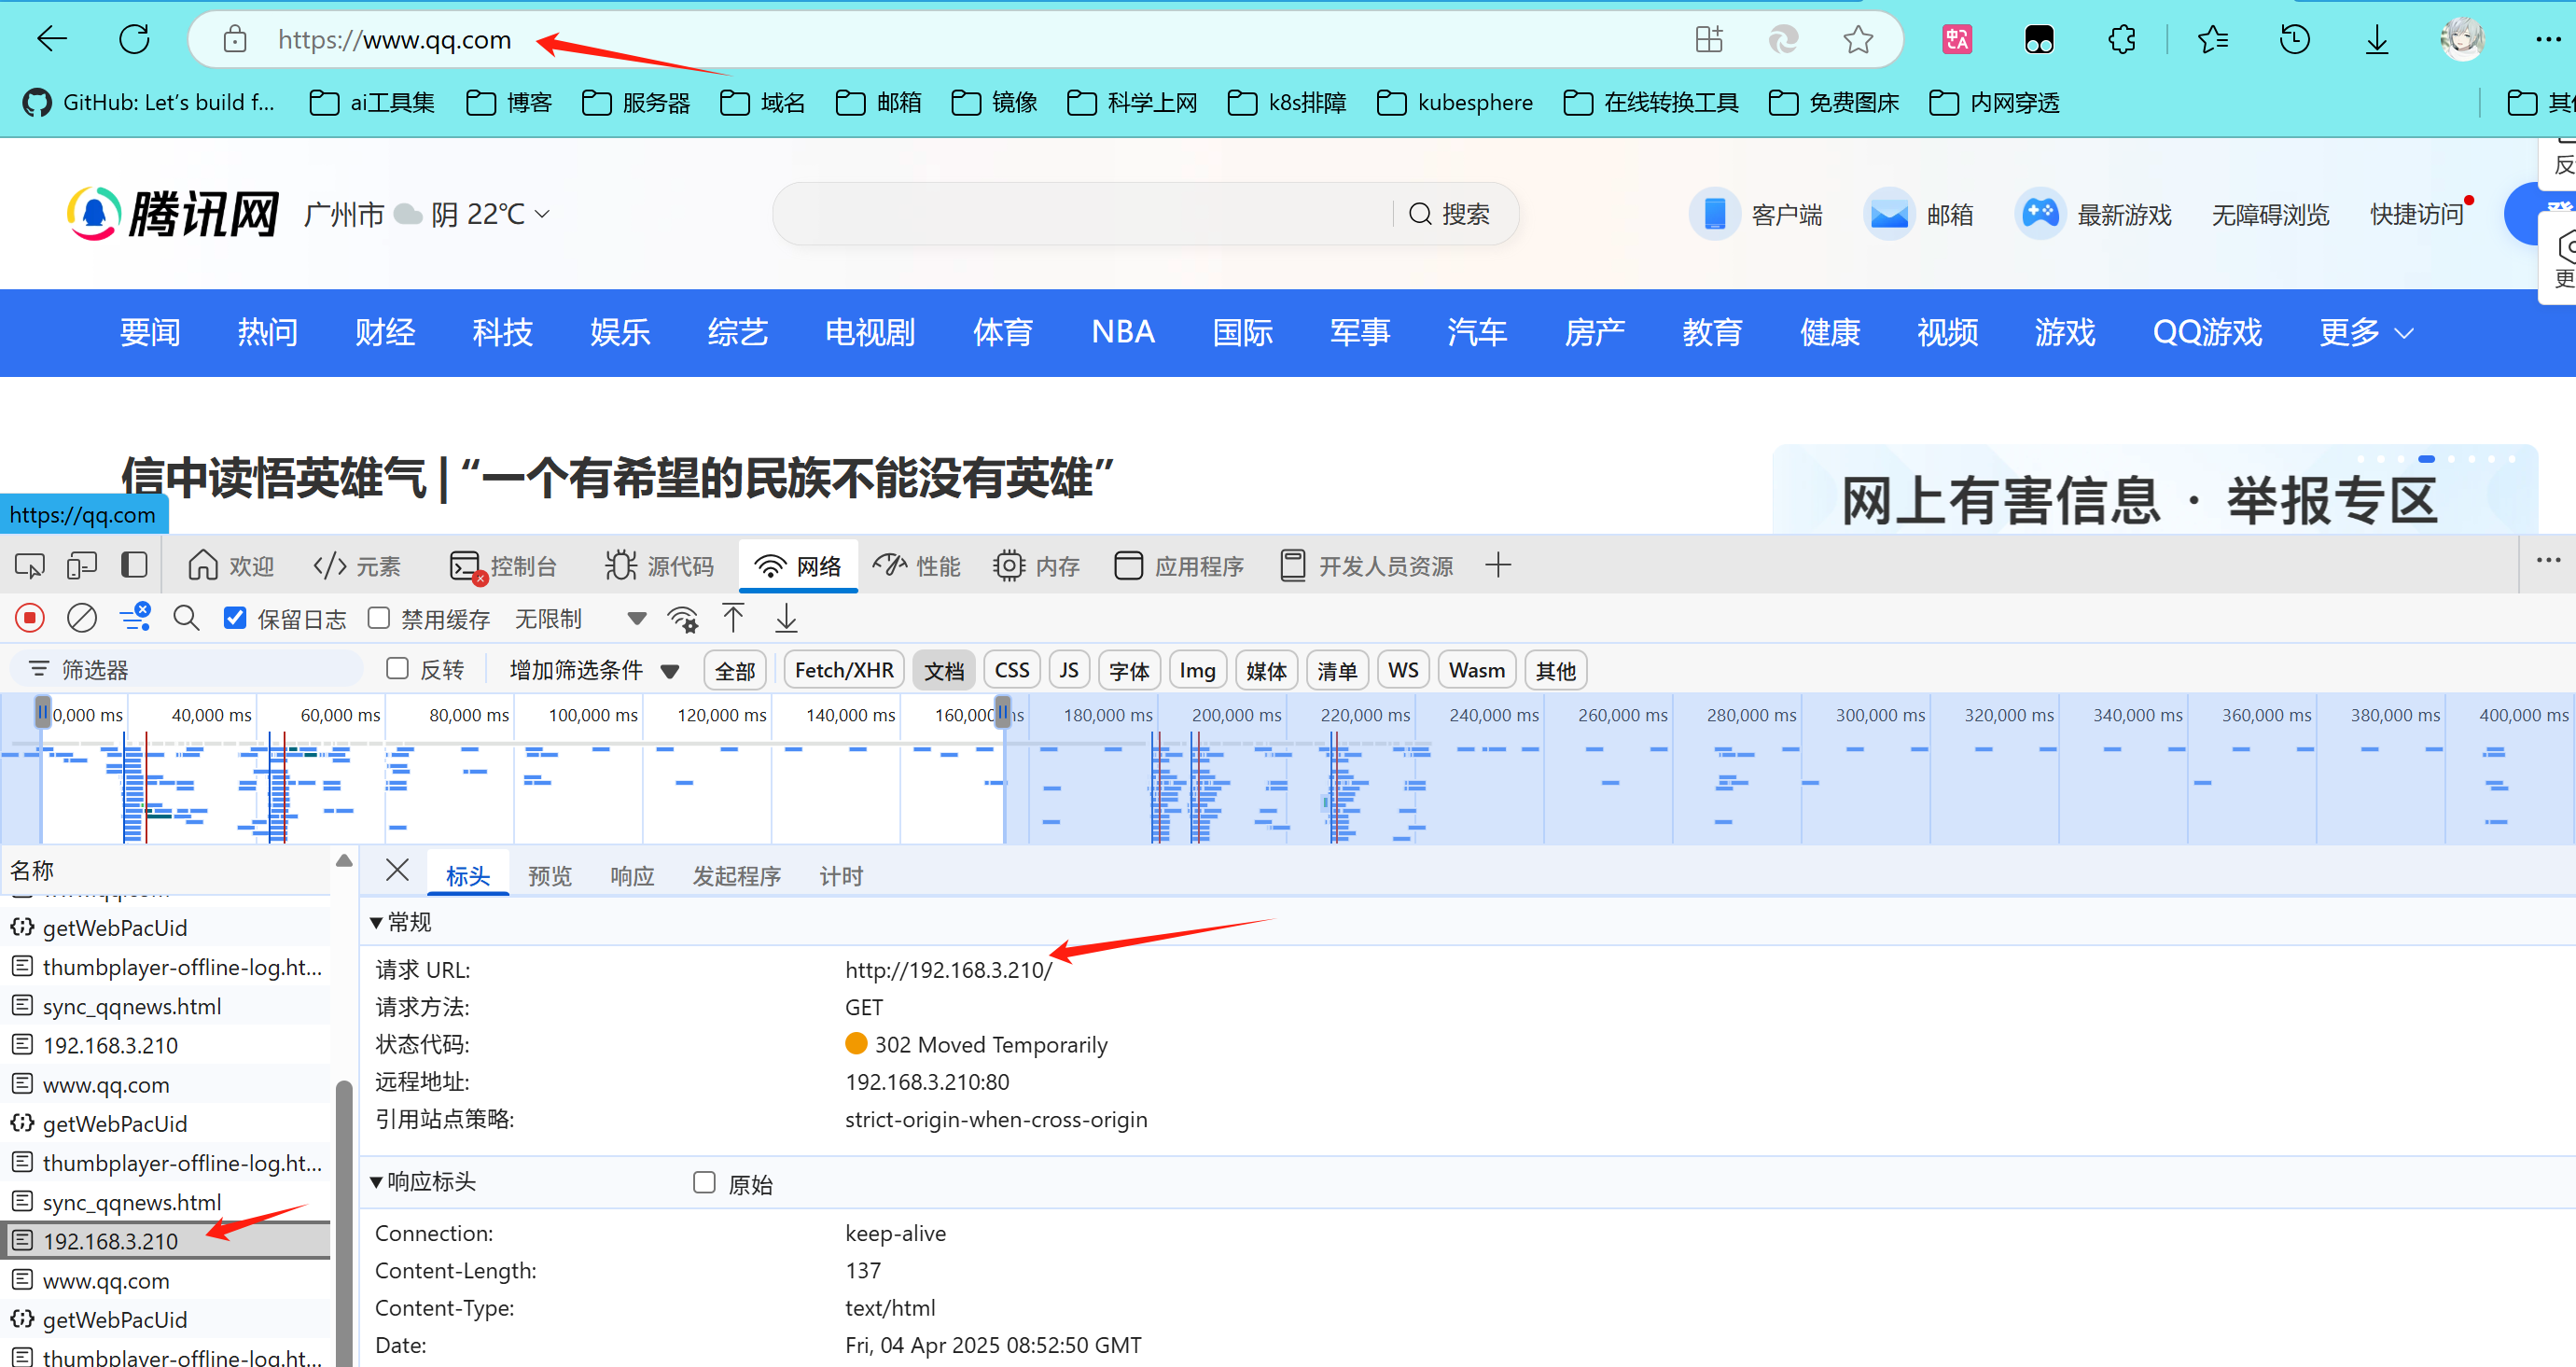 https://www.qq.com
GitHub: Let’s build f... ai工具集 博客 服务器 域名 邮箱 镜像 科学上网 k8s排障 kubesphere 在线转换工具 免费图床 内网穿透
腾讯网 广州市 阴 22℃ 搜索 客户端 邮箱 最新游戏 无障碍浏览 快捷访问
要闻 热问 财经 科技 娱乐 综艺 电视剧 体育 NBA 国际 军事 汽车 房产 教育 健康 视频 游戏 QQ游戏 更多
信中读悟英雄气 | “一个有希望的民族不能没有英雄”
网上有害信息 · 举报专区
https://qq.com
欢迎 元素 控制台 源代码 网络 性能 内存 应用程序 开发人员资源
保留日志 禁用缓存 无限制
筛选器 反转 增加筛选条件 全部 Fetch/XHR 文档 CSS JS 字体 Img 媒体 清单 WS Wasm 其他
0,000 ms 40,000 ms 60,000 ms 80,000 ms 100,000 ms 120,000 ms 140,000 ms 160,000 ms 180,000 ms 200,000 ms 220,000 ms 240,000 ms 260,000 ms 280,000 ms 300,000 ms 320,000 ms 340,000 ms 360,000 ms 380,000 ms 400,000 ms
名称
getWebPacUid
thumbplayer-offline-log.ht...
sync_qqnews.html
192.168.3.210
www.qq.com
getWebPacUid
thumbplayer-offline-log.ht...
sync_qqnews.html
192.168.3.210
www.qq.com
getWebPacUid
thumbplayer-offline-log.ht...
标头 预览 响应 发起程序 计时
常规
请求 URL: http://192.168.3.210/
请求方法: GET
状态代码: 302 Moved Temporarily
远程地址: 192.168.3.210:80
引用站点策略: strict-origin-when-cross-origin
响应标头 原始
Connection: keep-alive
Content-Length: 137
Content-Type: text/html
Date: Fri, 04 Apr 2025 08:52:50 GMT